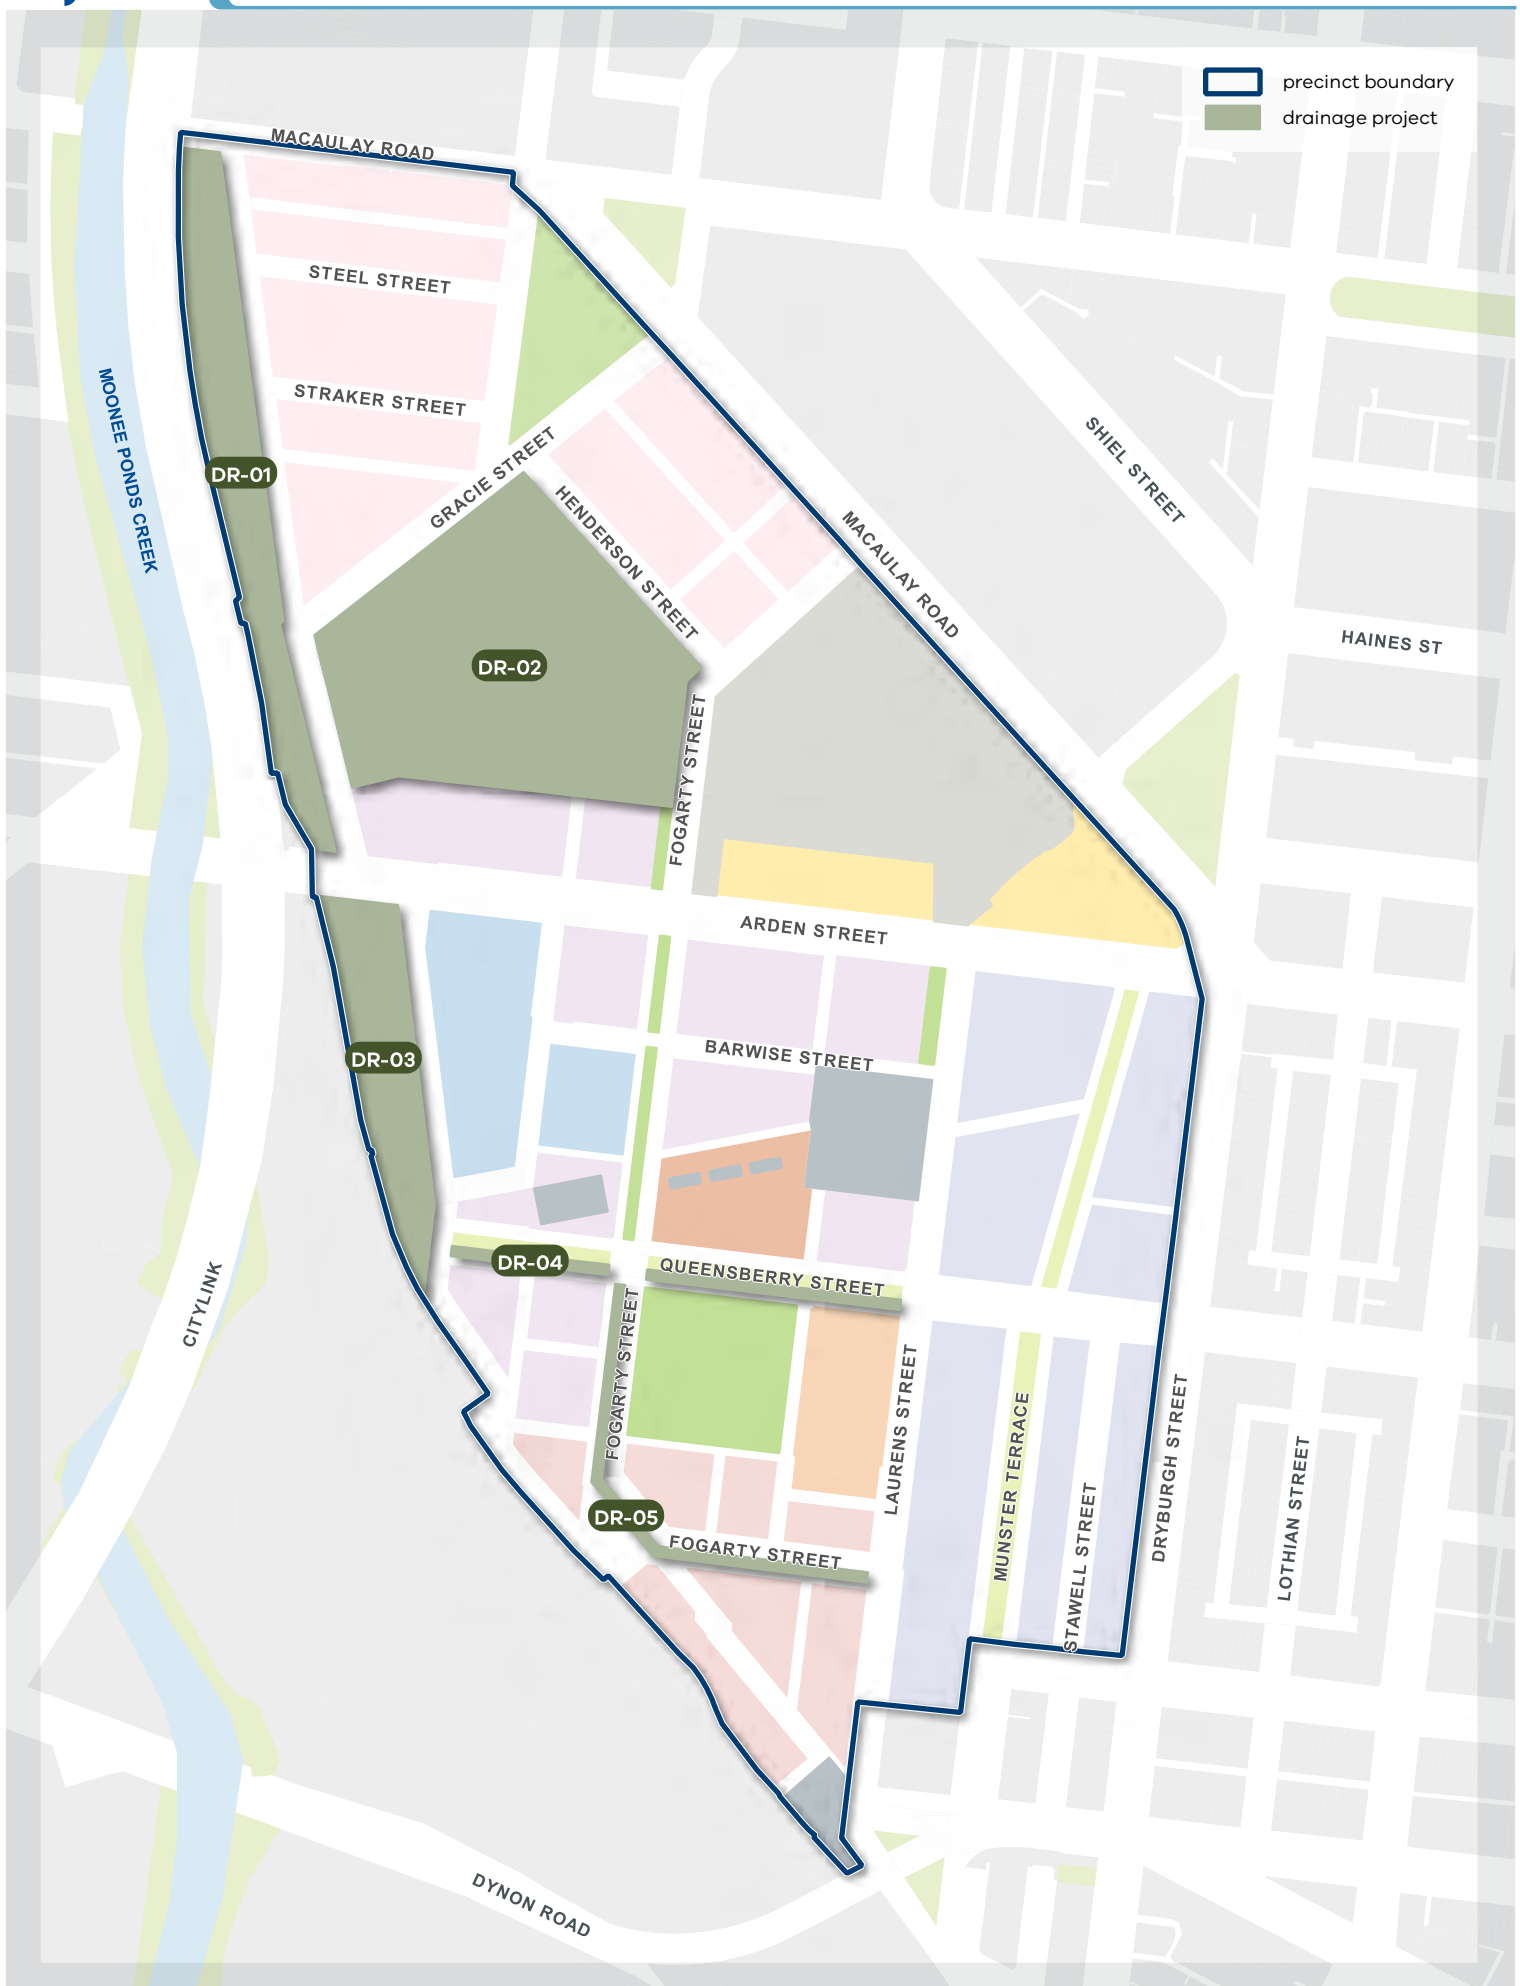 precinct boundary
drainage project
MACAULAY ROAD
STEEL STREET
STRAKER STREET
MOONEE PONDS CREEK
DR-01
GRACIE STREET
HENDERSON STREET
SHIEL STREET
MACAULAY ROAD
HAINES ST
DR-02
FOGARTY STREET
ARDEN STREET
DR-03
BARWISE STREET
CITYLINK
DR-04
QUEENSBERRY STREET
FOGARTY STREET
LAURENS STREET
MUNSTER TERRACE
STAWELL STREET
DRYBURGH STREET
LOTHIAN STREET
DR-05
FOGARTY STREET
DYNON ROAD